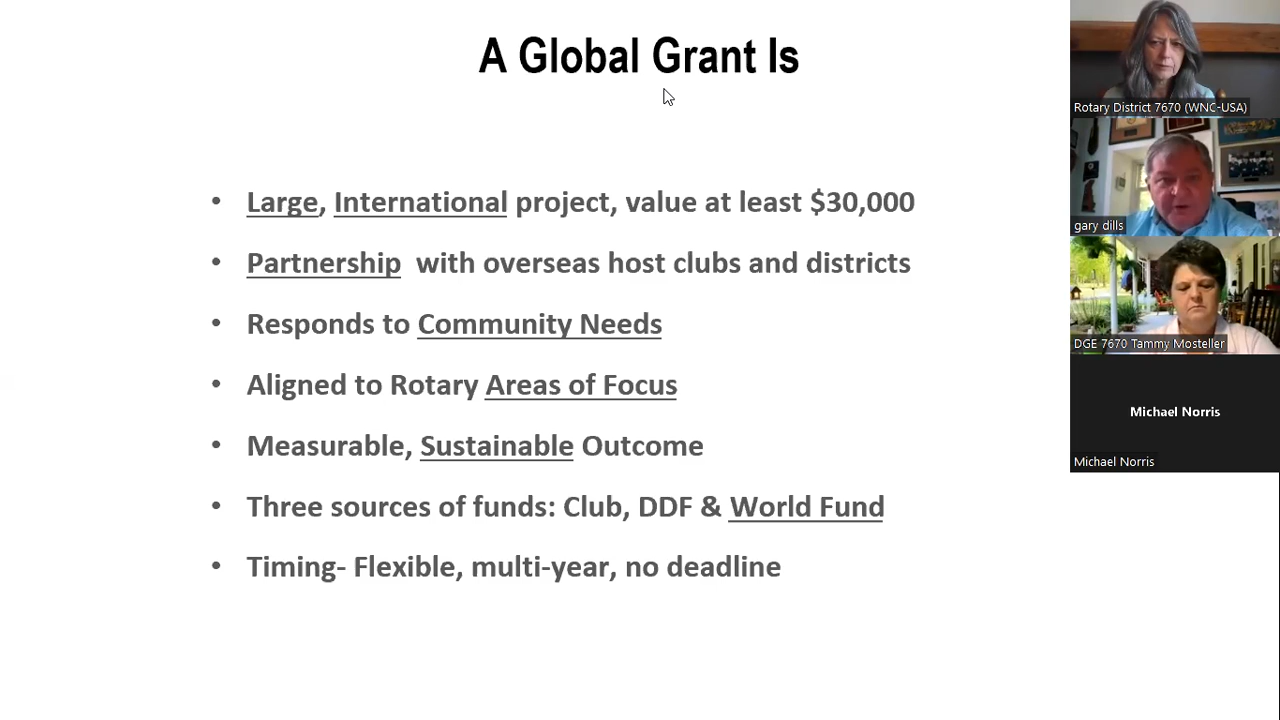 A Global Grant Is
• Large, International project, value at least $30,000
• Partnership with overseas host clubs and districts
• Responds to Community Needs
• Aligned to Rotary Areas of Focus
• Measurable, Sustainable Outcome
• Three sources of funds: Club, DDF & World Fund
• Timing- Flexible, multi-year, no deadline
Rotary District 7670 (WNC-USA)
gary dills
DGE 7670 Tammy Mosteller
Michael Norris
Michael Norris